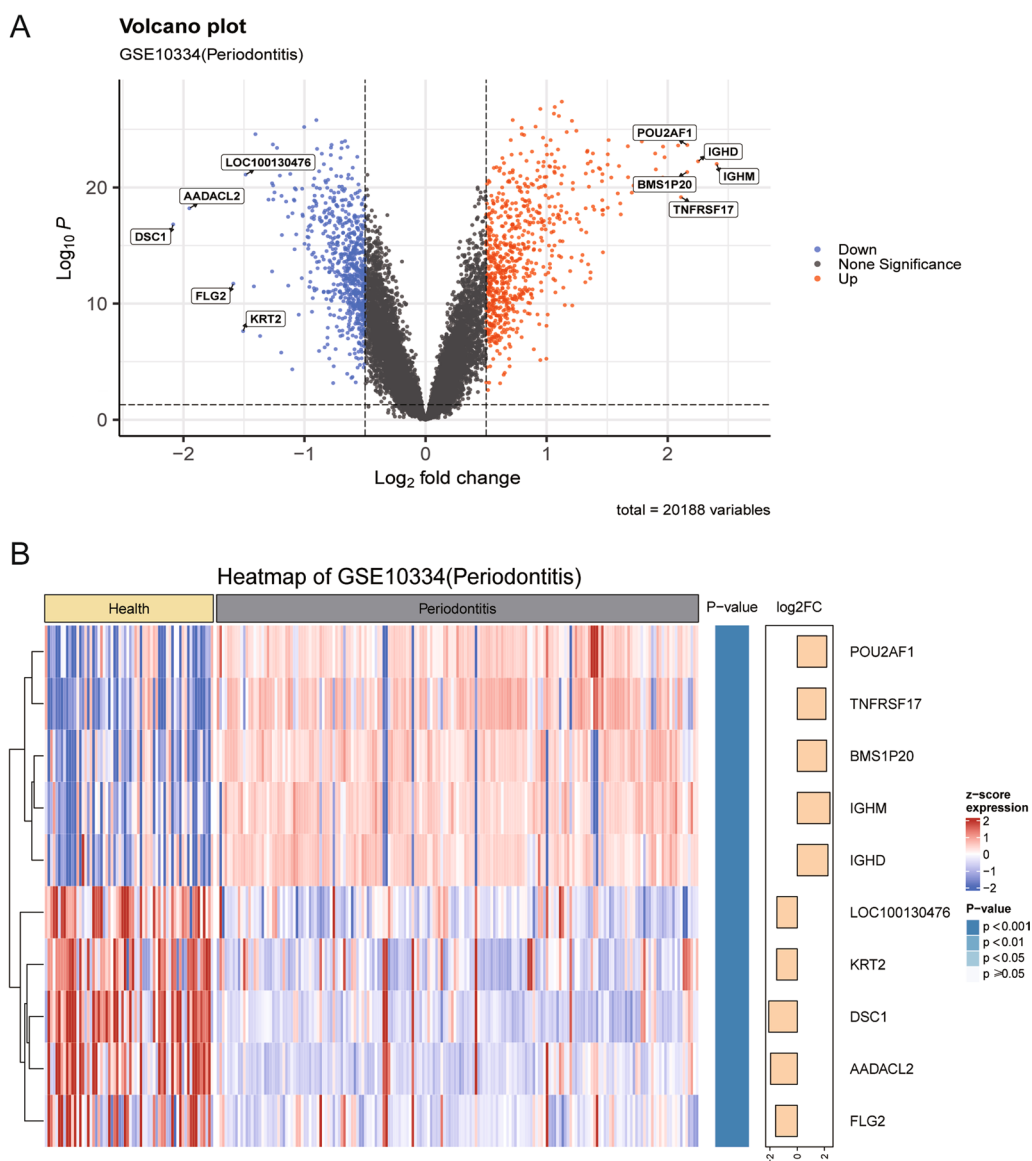 A
Volcano plot
GSE10334(Periodontitis)
Log10 P
20
10
0
POU2AF1
IGHD
LOC100130476
IGHM
BMS1P20
AADACL2
TNFRSF17
DSC1
FLG2
KRT2
Down
None Significance
Up
−2
−1
0
1
2
Log2 fold change
total = 20188 variables
B
Heatmap of GSE10334(Periodontitis)
Health
Periodontitis
P−value
log2FC
POU2AF1
TNFRSF17
BMS1P20
IGHM
IGHD
LOC100130476
KRT2
DSC1
AADACL2
FLG2
z−score
expression
2
1
0
−1
−2
P−value
p<0.001
p<0.01
p<0.05
p ⩾0.05
−2
0
2